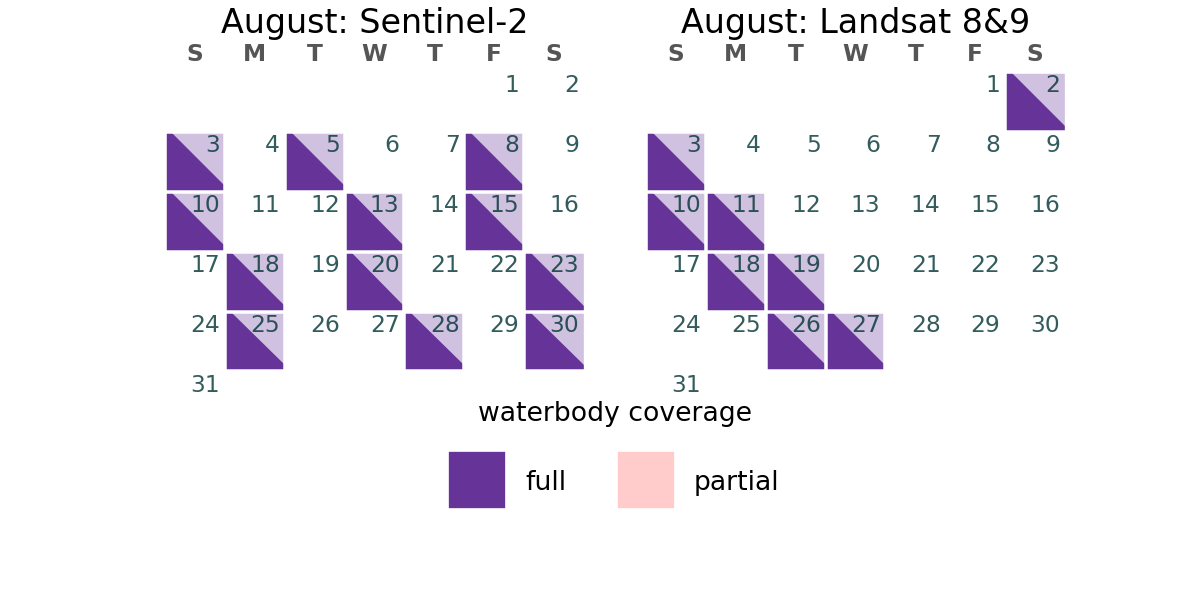 August: Sentinel-2
S M T W T F S
1 2
3 4 5 6 7 8 9
10 11 12 13 14 15 16
17 18 19 20 21 22 23
24 25 26 27 28 29 30
31
August: Landsat 8&9
S M T W T F S
1 2
3 4 5 6 7 8 9
10 11 12 13 14 15 16
17 18 19 20 21 22 23
24 25 26 27 28 29 30
31
waterbody coverage
full
partial